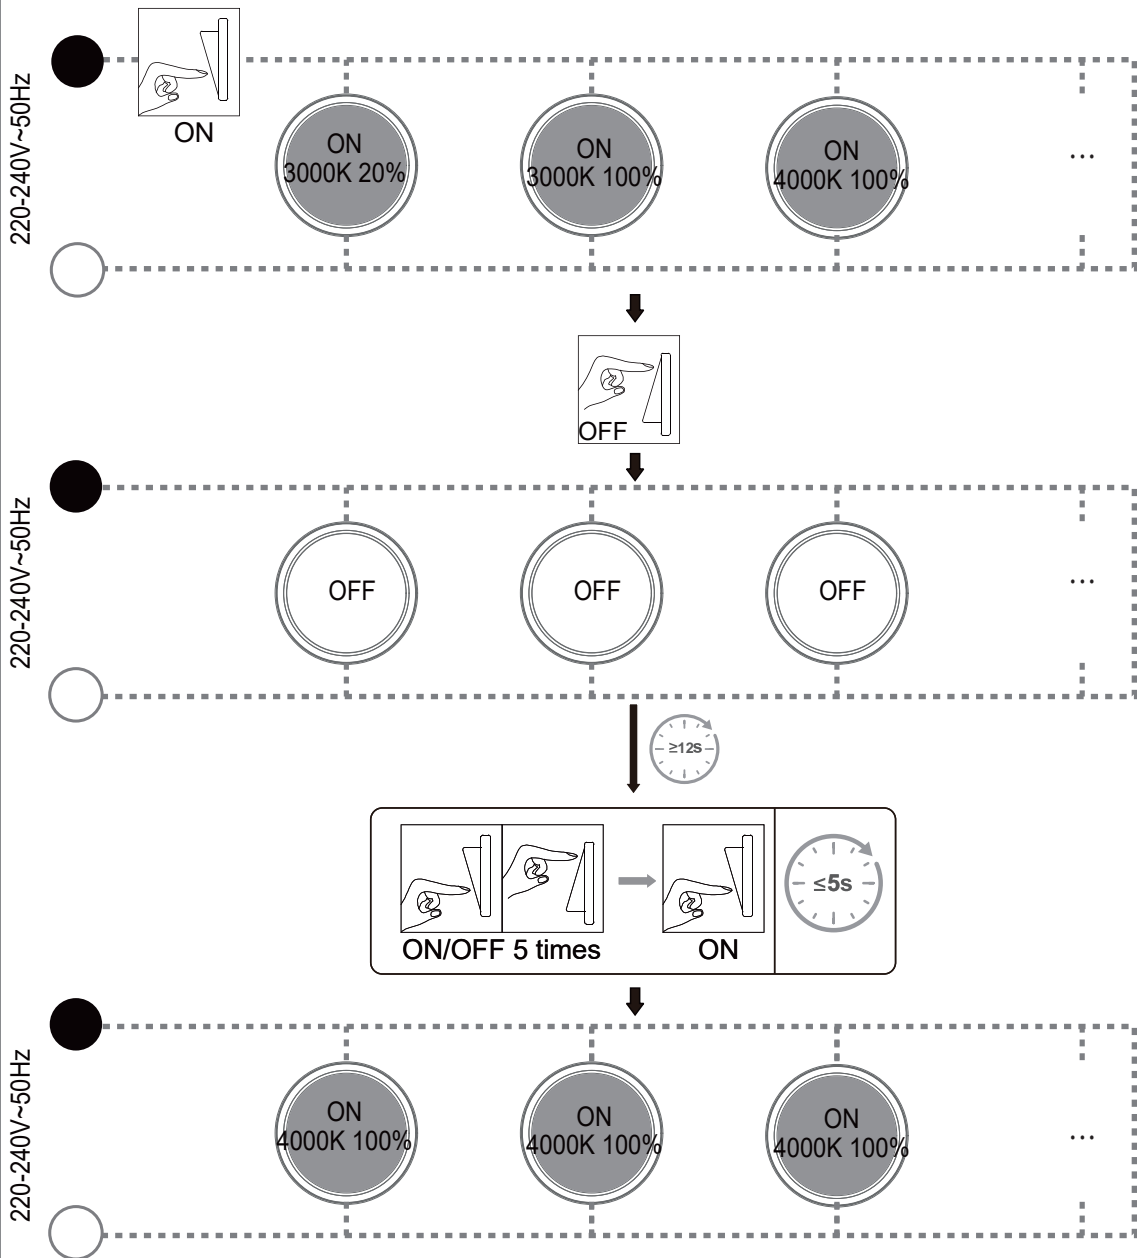 220-240V~50Hz
ON
ON
3000K 20%
ON
3000K 100%
ON
4000K 100%
...
OFF
220-240V~50Hz
OFF
OFF
OFF
...
≥12s
ON/OFF 5 times
ON
≤5s
220-240V~50Hz
ON
4000K 100%
ON
4000K 100%
ON
4000K 100%
...